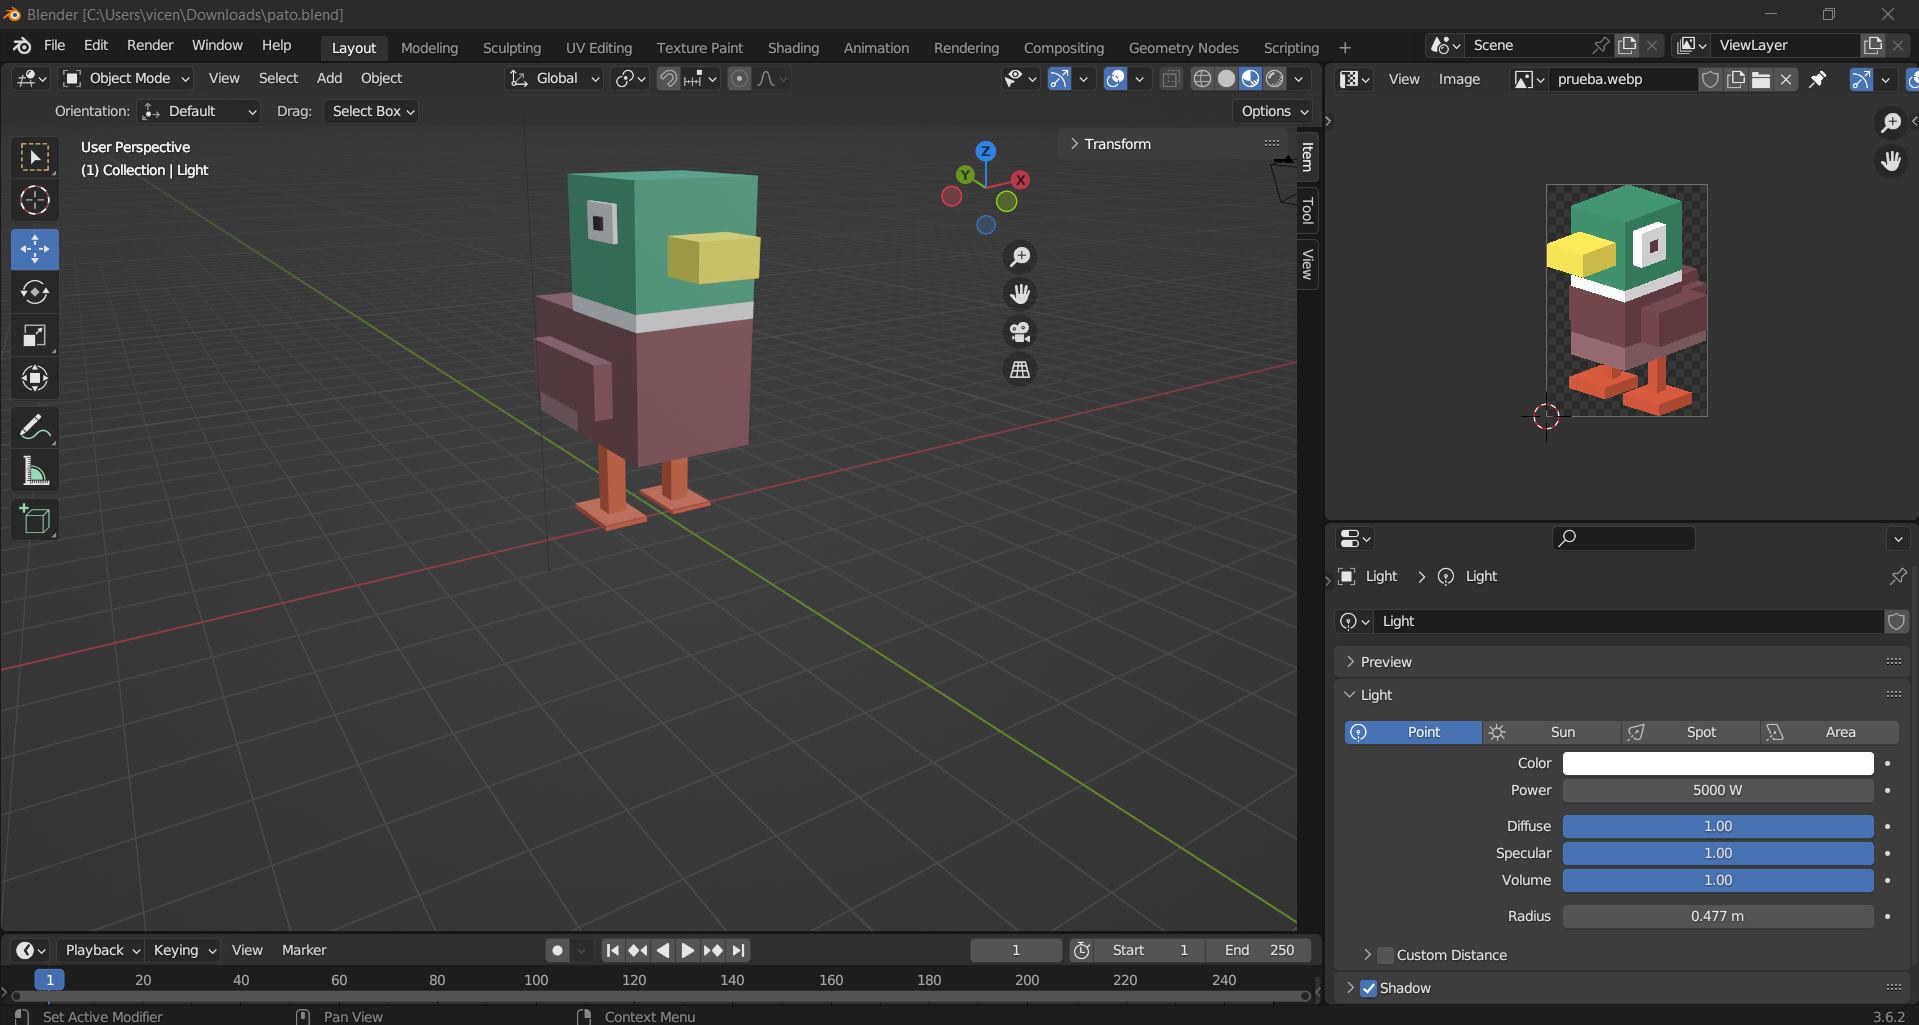 Blender [C:\Users\vicen\Downloads\pato.blend]
File Edit Render Window Help Layout Modeling Sculpting UV Editing Texture Paint Shading Animation Rendering Compositing Geometry Nodes Scripting + Scene ViewLayer
Object Mode View Select Add Object Global View Image prueba.webp
Orientation: Default Drag: Select Box Options
User Perspective
(1) Collection | Light
Transform
Z
Y
X
Item
Tool
View
Light > Light
Light
Preview
Light
Point Sun Spot Area
Color
Power 5000 W
Diffuse 1.00
Specular 1.00
Volume 1.00
Radius 0.477 m
Custom Distance
Shadow
Playback Keying View Marker 1 Start 1 End 250
1 20 40 60 80 100 120 140 160 180 200 220 240
Set Active Modifier Pan View Context Menu 3.6.2